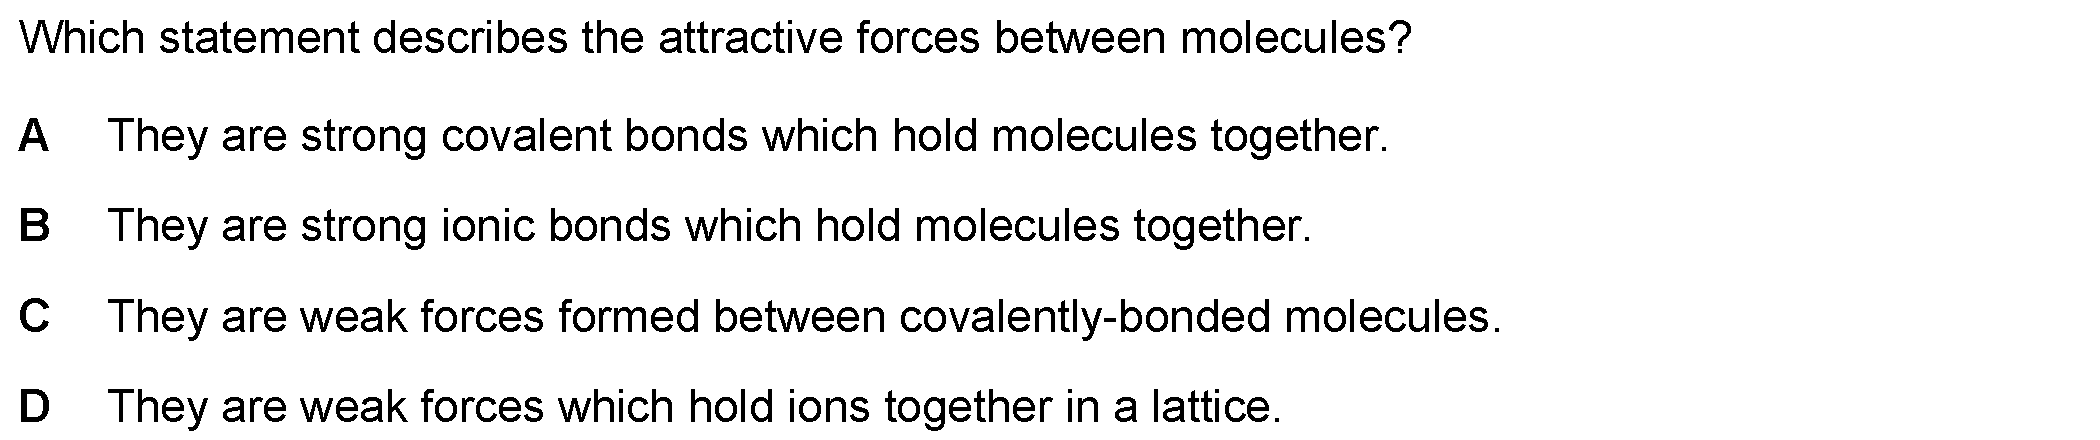 Which statement describes the attractive forces between molecules?
A They are strong covalent bonds which hold molecules together.
B They are strong ionic bonds which hold molecules together.
C They are weak forces formed between covalently-bonded molecules.
D They are weak forces which hold ions together in a lattice.